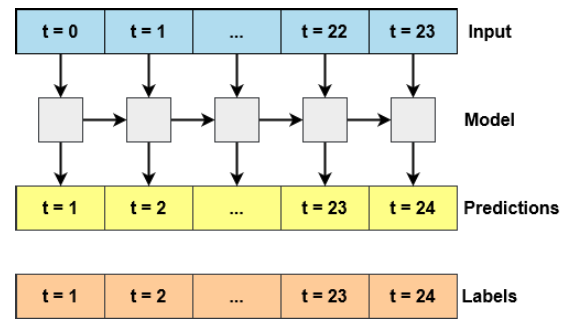 t = 0 t = 1 ... t = 22 t = 23 Input
Model
t = 1 t = 2 ... t = 23 t = 24 Predictions
t = 1 t = 2 ... t = 23 t = 24 Labels